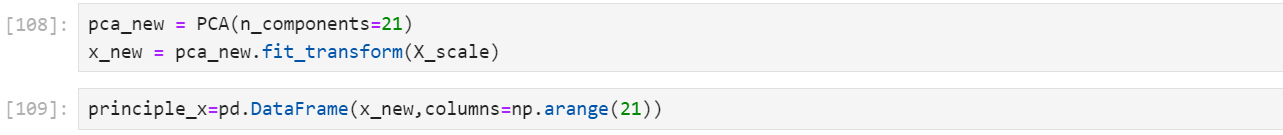 [108]: pca_new = PCA(n_components=21)
x_new = pca_new.fit_transform(X_scale)
[109]: principle_x=pd.DataFrame(x_new,columns=np.arange(21))